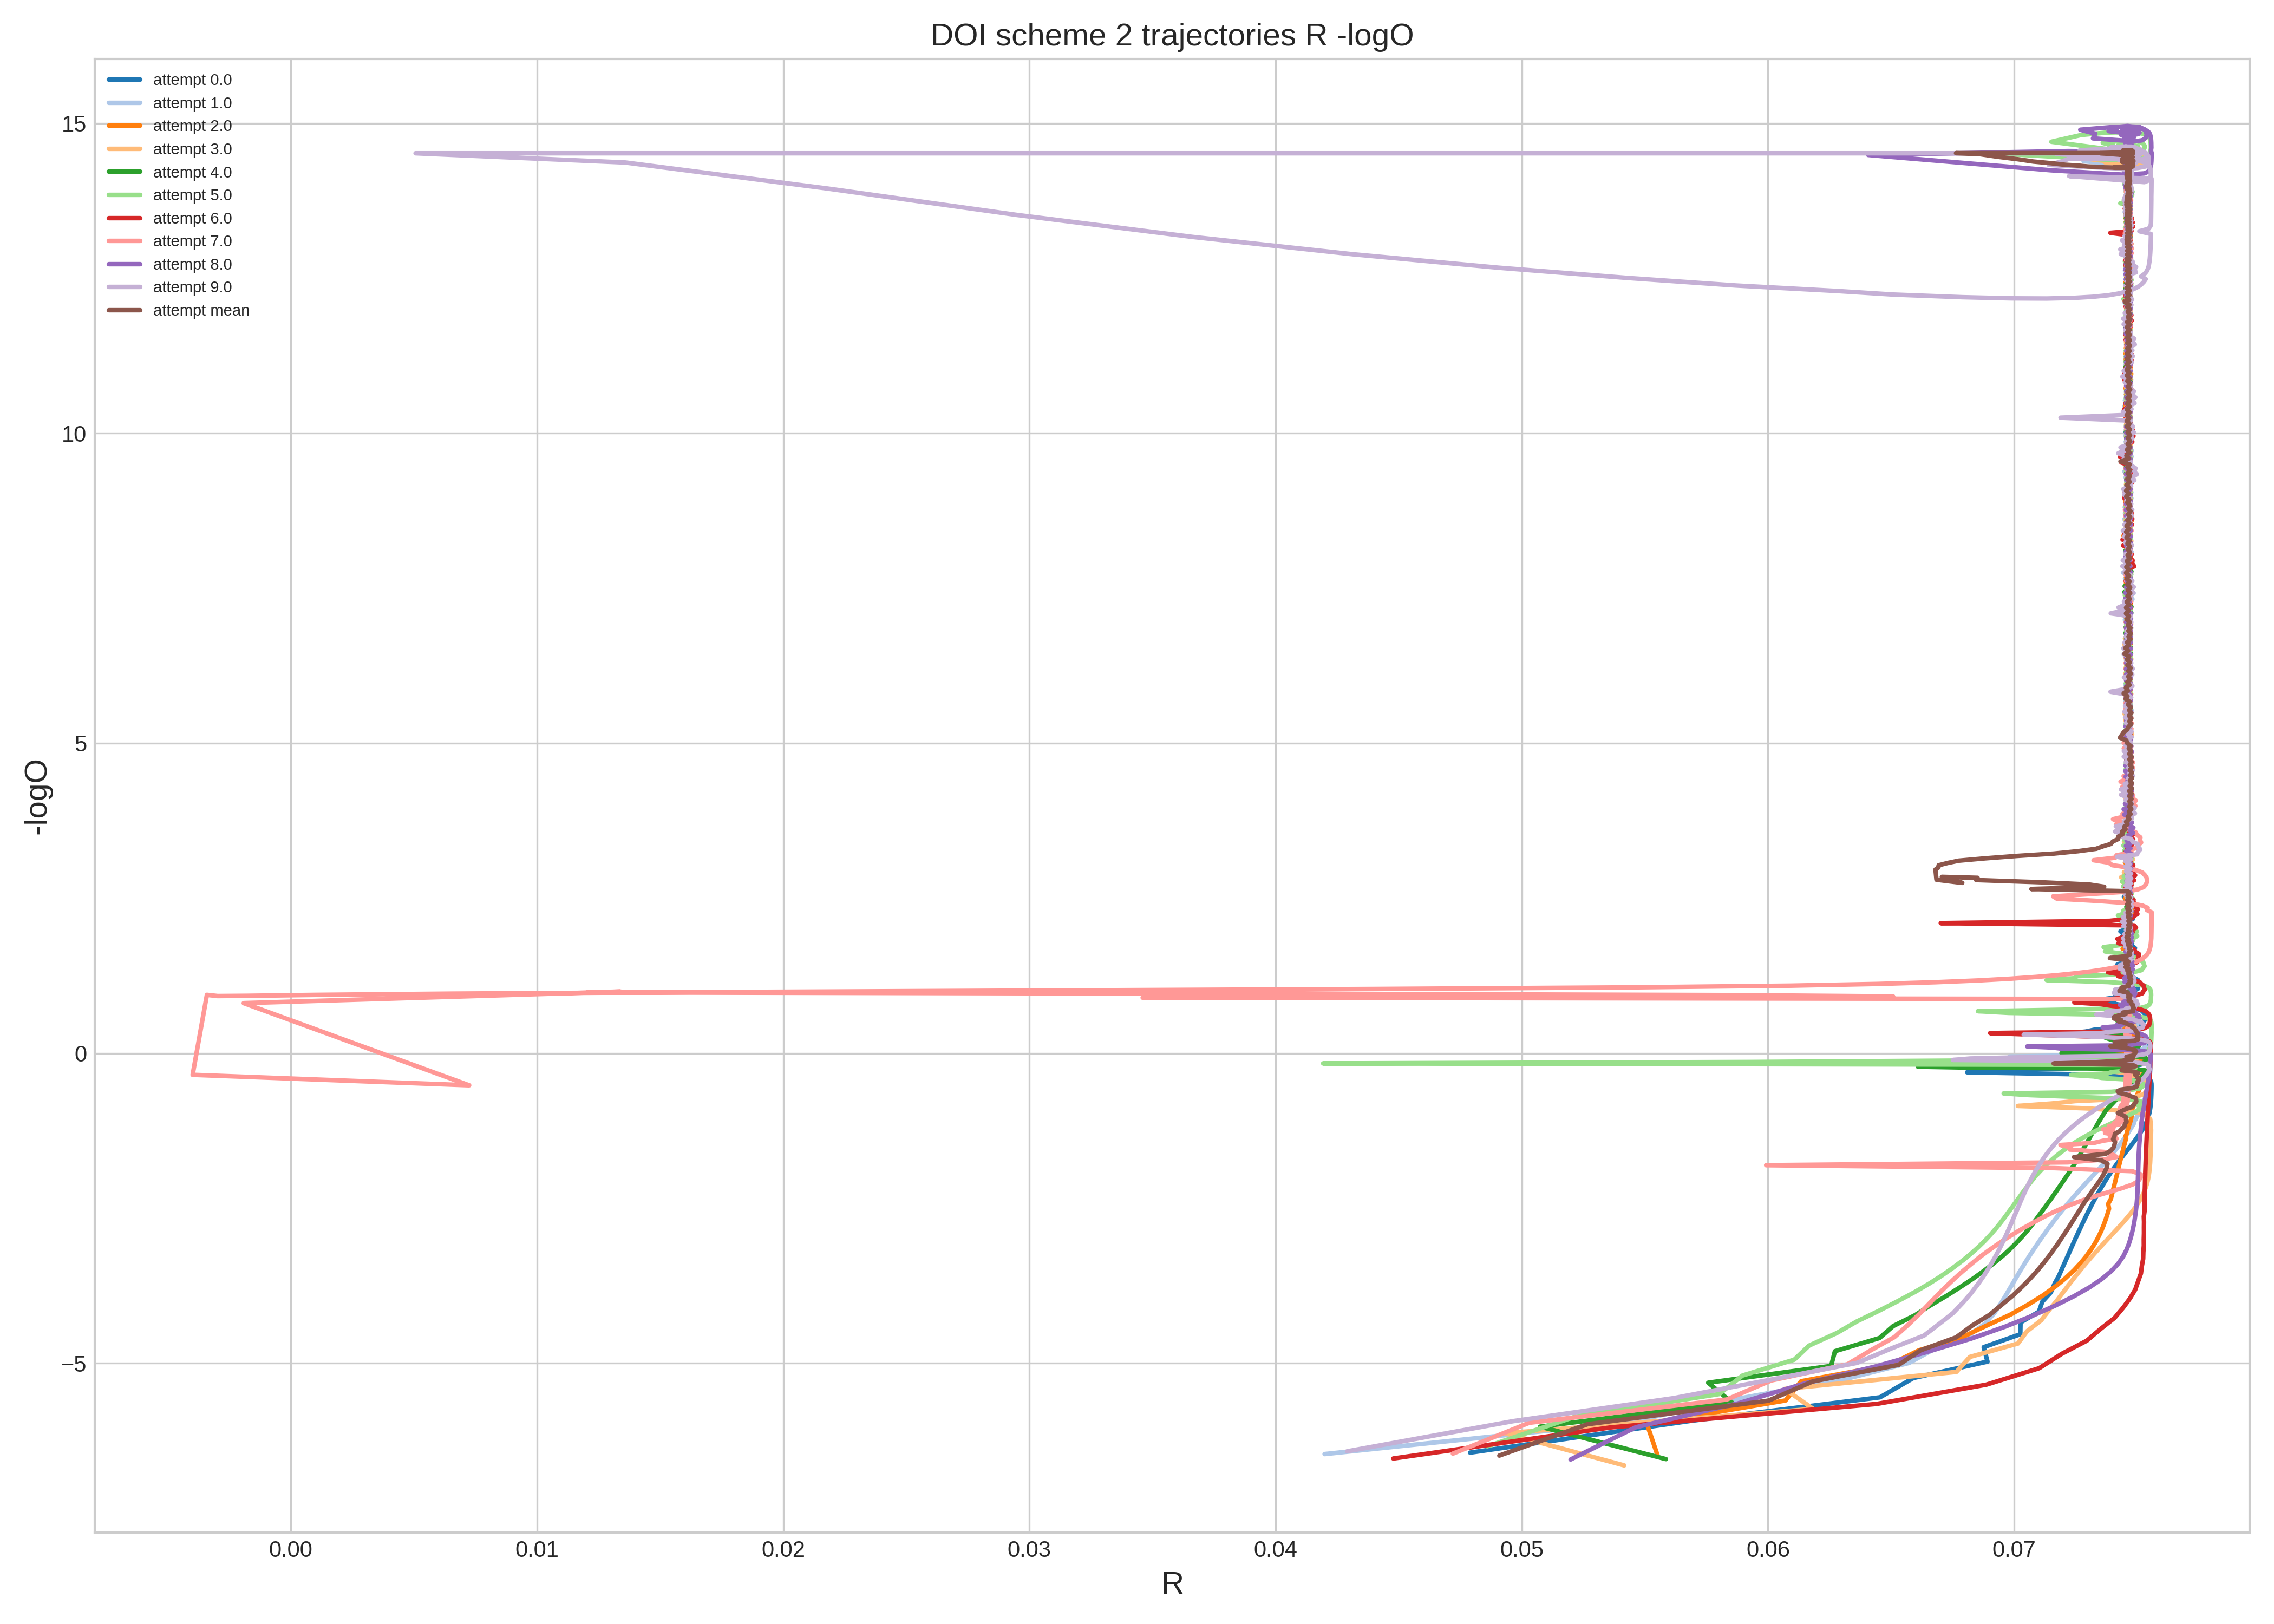 DOI scheme 2 trajectories R -logO
attempt 0.0
attempt 1.0
attempt 2.0
attempt 3.0
attempt 4.0
attempt 5.0
attempt 6.0
attempt 7.0
attempt 8.0
attempt 9.0
attempt mean
15
10
5
0
−5
-logO
0.00 0.01 0.02 0.03 0.04 0.05 0.06 0.07
R